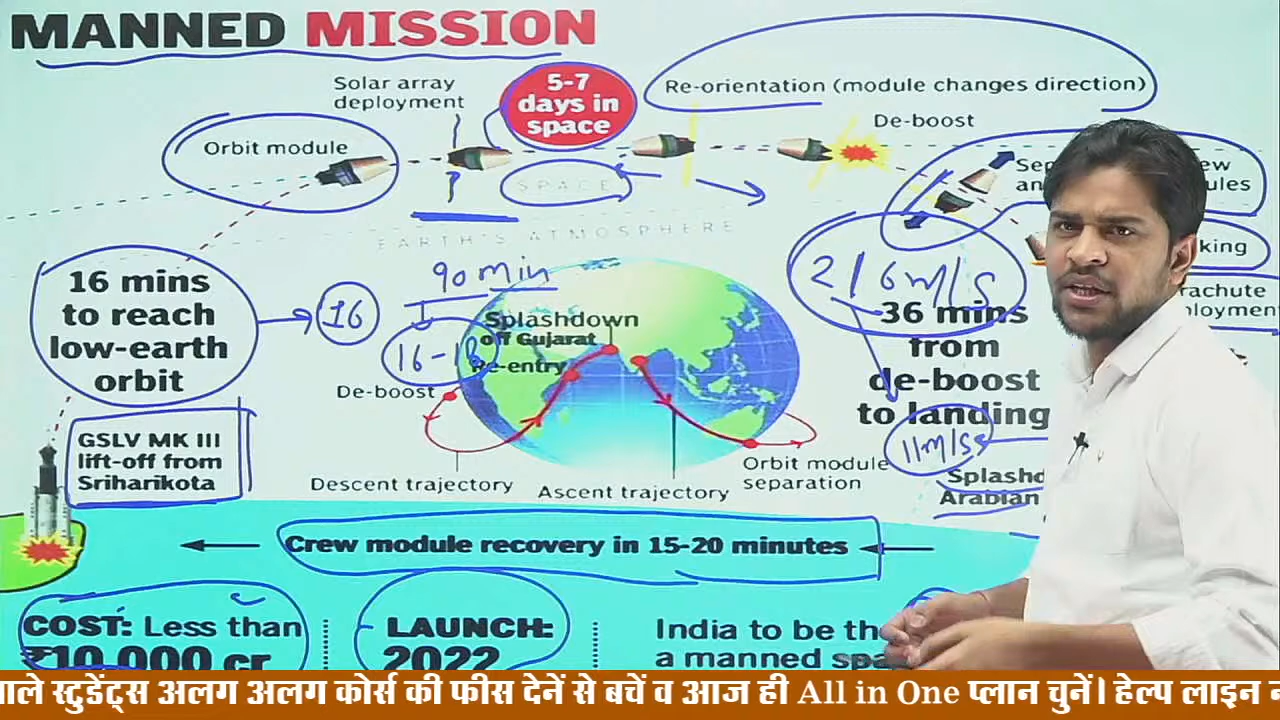 MANNED MISSION
Solar array
deployment
5-7
days in
space
Re-orientation (module changes direction)
De-boost
Orbit module
SPACE
EARTH'S ATMOSPHERE
16 mins
to reach
low-earth
orbit
16
90 min
216 m/s
Splashdown
off Gujarat
Re-entry
De-boost
36 mins
from
de-boost
to landing
11 m/s
GSLV MK III
lift-off from
Sriharikota
Descent trajectory
Ascent trajectory
Orbit module
separation
Arabian
Crew module recovery in 15-20 minutes
COST: Less than
₹10,000 cr
LAUNCH:
2022
India to be
a manned
स्टुडेंट्स अलग अलग कोर्स की फीस देनें से बचें व आज ही All in One प्लान चुनें। हेल्प लाइन